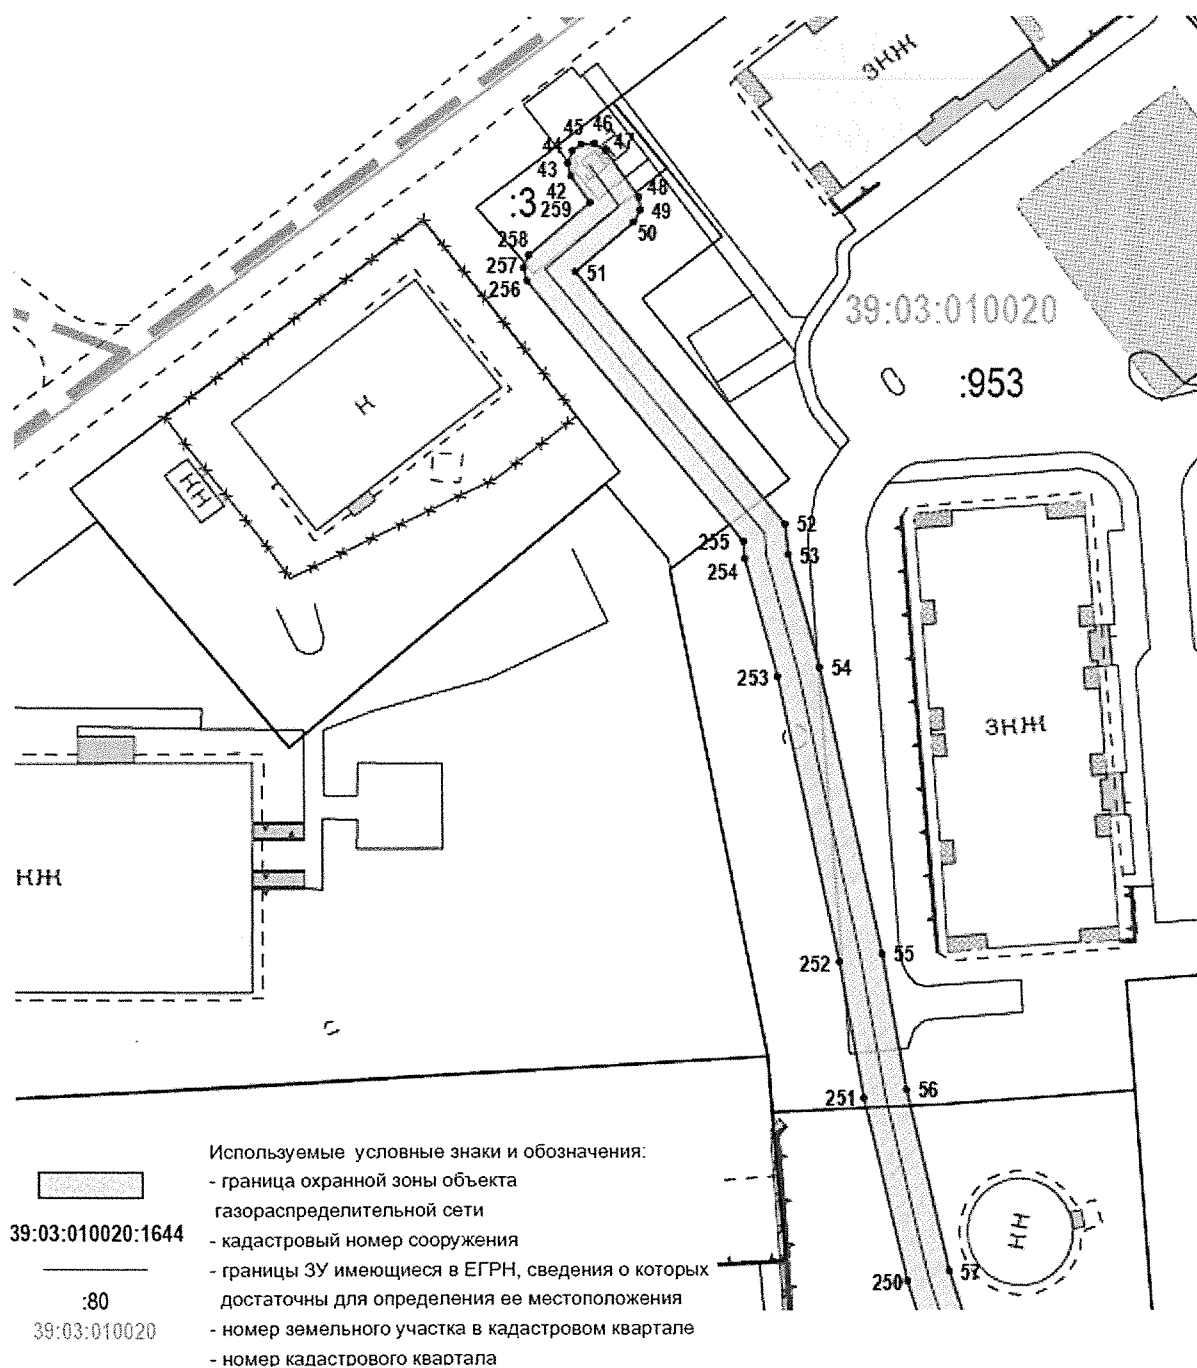 ЗНЖ
46
45
47
44
43
42
48
:3
259
49
50
258
257
51
256
39:03:010020
:953
Н
КН
52
255
53
254
54
253
ЗНЖ
НЖ
55
252
56
251
НН
57
250
Используемые условные знаки и обозначения:
- граница охранной зоны объекта
газораспределительной сети
39:03:010020:1644
- кадастровый номер сооружения
- границы ЗУ имеющиеся в ЕГРН, сведения о которых
:80
достаточны для определения ее местоположения
39:03:010020
- номер земельного участка в кадастровом квартале
- номер кадастрового квартала